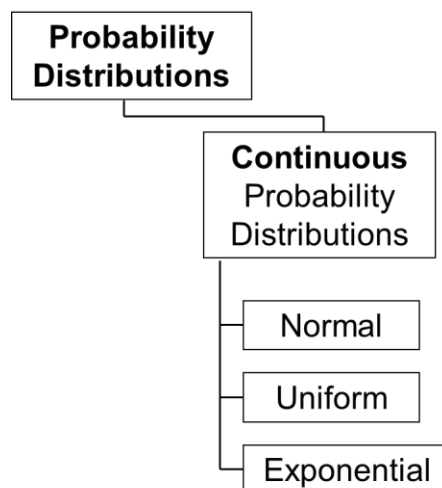 Probability
Distributions
Continuous
Probability
Distributions
Normal
Uniform
Exponential